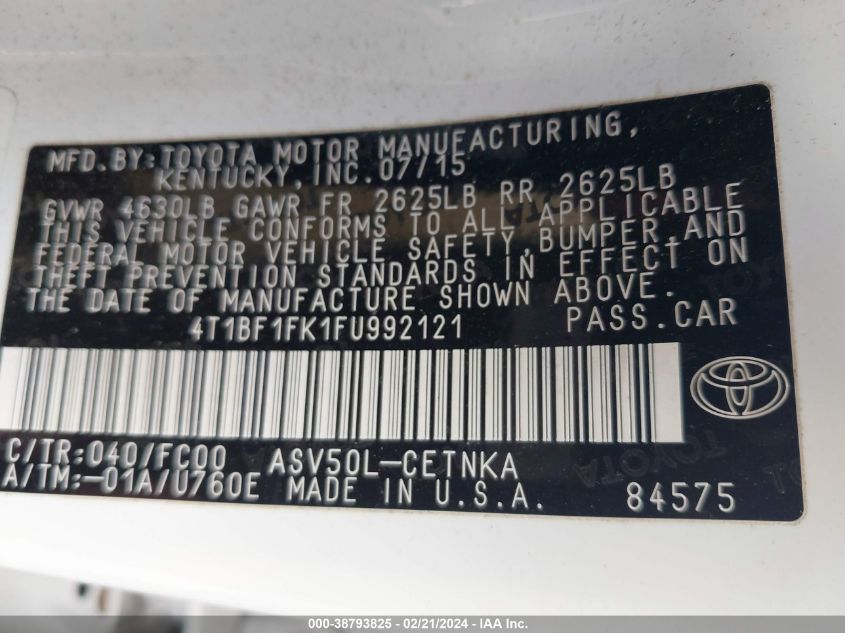 MFD. BY: TOYOTA MOTOR MANUFACTURING,
KENTUCKY, INC. 07/15
GVWR 4630LB GAWR FR 2625LB RR 2625LB
THIS VEHICLE CONFORMS TO ALL APPLICABLE
FEDERAL MOTOR VEHICLE SAFETY, BUMPER, AND
THEFT PREVENTION STANDARDS IN EFFECT ON
THE DATE OF MANUFACTURE SHOWN ABOVE.
4T1BF1FK1FU992121 PASS. CAR
C/TR: 040/FC00 ASV50L-CETNKA
A/TM: -01A/U760E MADE IN U.S.A. 84575
TOYOTA
000-38793825 - 02/21/2024 - IAA Inc.